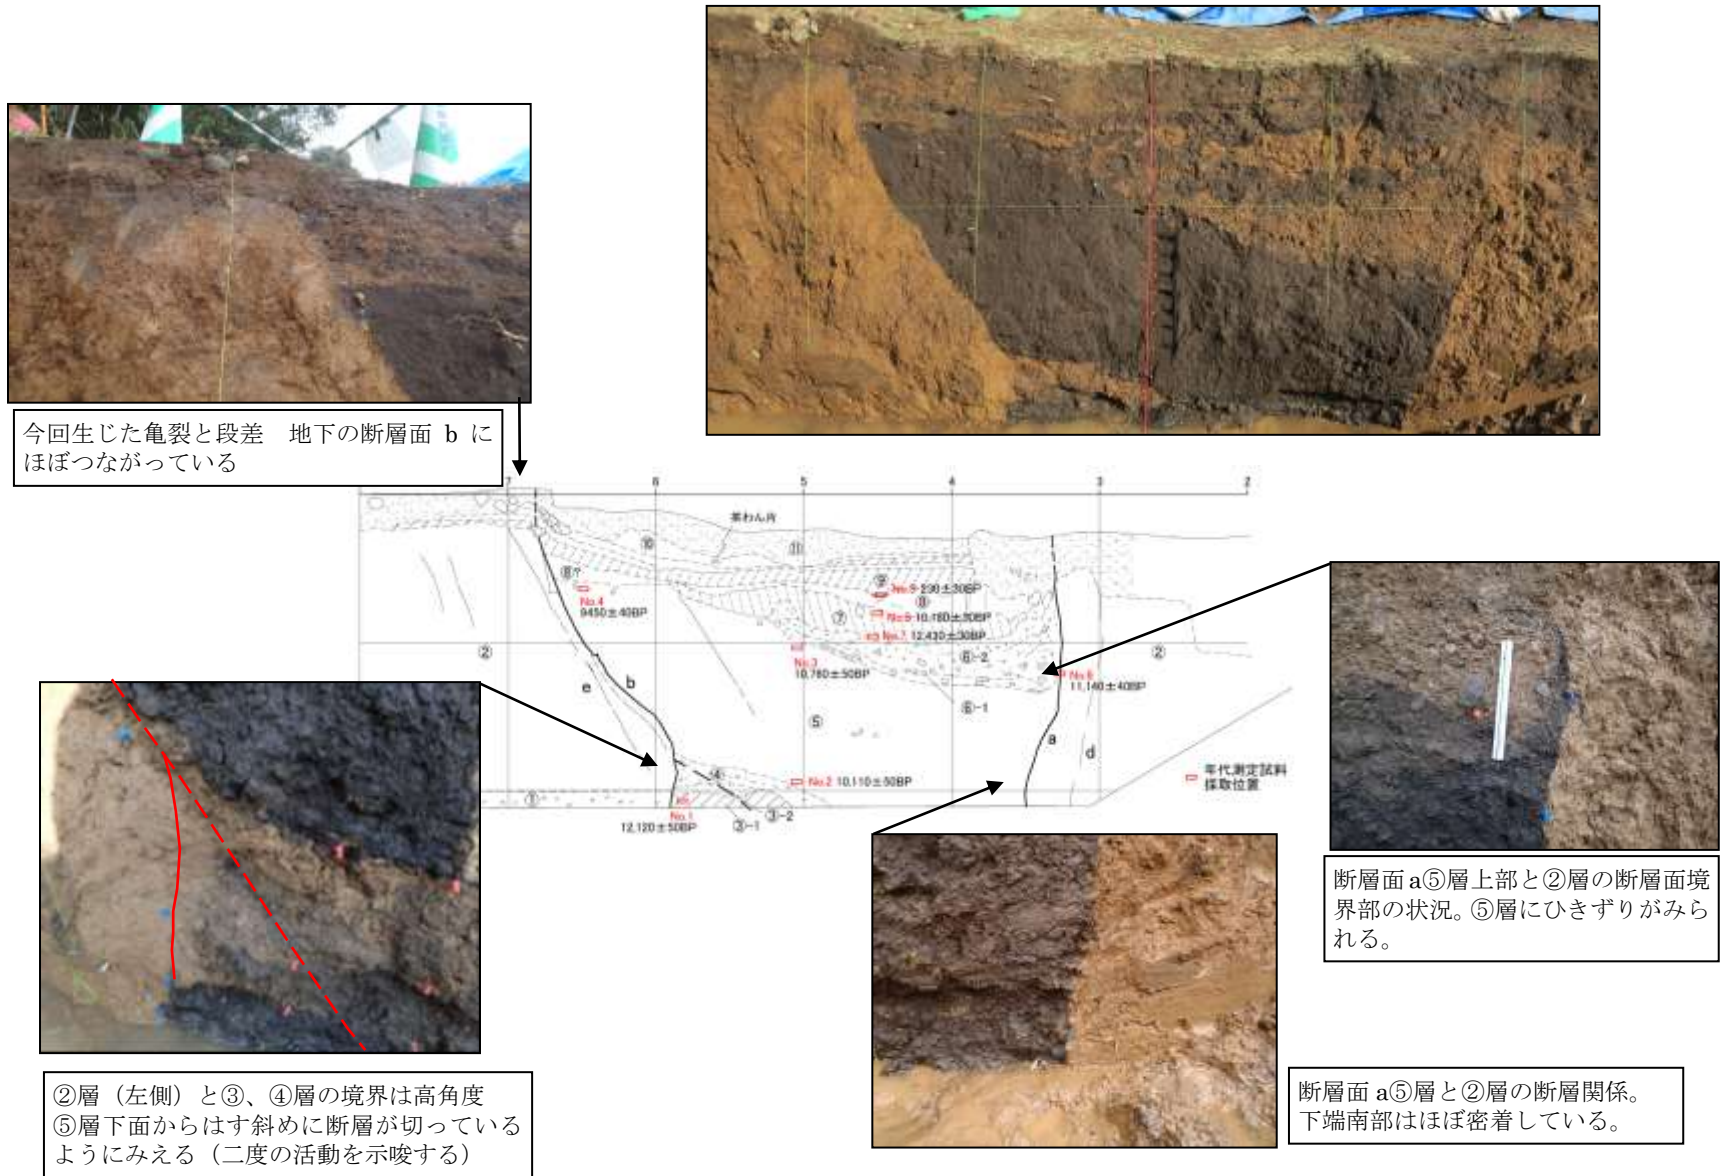 今回生じた亀裂と段差　地下の断層面 b に
ほぼつながっている
7
6
5
4
3
2
茶わん片
⑩
⑪
⑧?
No.4
9450±40BP
⑨
No.9 230±30BP
⑧
⑦
10,180±30BP
No.7 12,430±30BP
②
⑥-2
②
No.3
10,780±50BP
11,140±40BP
e
b
⑥-1
⑤
a
d
④
No.2 10,110±50BP
年代測定試料
採取位置
①
No.1
12,120±50BP
③-1
③-2
断層面 a⑤層上部と②層の断層面境
界部の状況。⑤層にひきずりがみら
れる。
②層（左側）と③、④層の境界は高角度
⑤層下面からはす斜めに断層が切っている
ようにみえる（二度の活動を示唆する）
断層面 a⑤層と②層の断層関係。
下端南部はほぼ密着している。